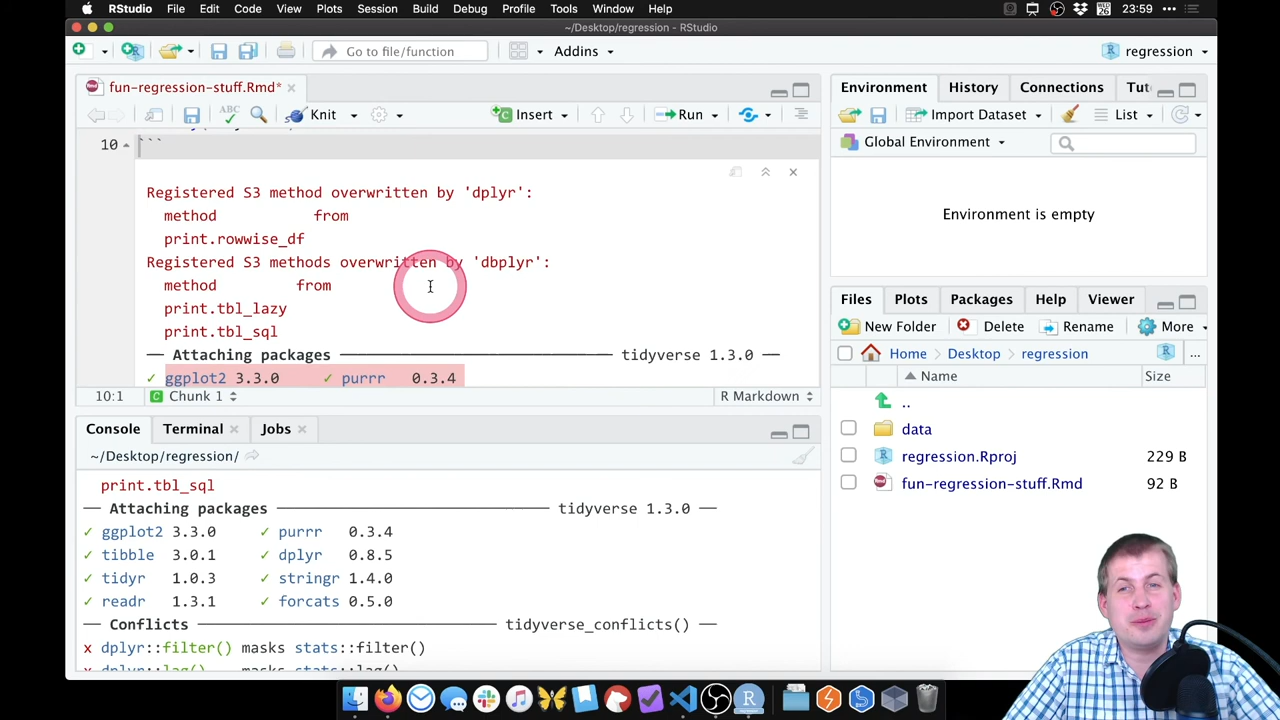 RStudio File Edit Code View Plots Session Build Debug Profile Tools Window Help 23:59
~/Desktop/regression - RStudio
Go to file/function Addins regression
fun-regression-stuff.Rmd*
Knit Insert Run
10 ```
Registered S3 method overwritten by 'dplyr':
method from
print.rowwise_df
Registered S3 methods overwritten by 'dbplyr':
method from
print.tbl_lazy
print.tbl_sql
── Attaching packages ──────────────── tidyverse 1.3.0 ──
✓ ggplot2 3.3.0 ✓ purrr 0.3.4
10:1 Chunk 1 R Markdown
Console Terminal Jobs
~/Desktop/regression/
print.tbl_sql
── Attaching packages ──────────────── tidyverse 1.3.0 ──
✓ ggplot2 3.3.0 ✓ purrr 0.3.4
✓ tibble 3.0.1 ✓ dplyr 0.8.5
✓ tidyr 1.0.3 ✓ stringr 1.4.0
✓ readr 1.3.1 ✓ forcats 0.5.0
── Conflicts ──────────────── tidyverse_conflicts() ──
x dplyr::filter() masks stats::filter()
x dplyr::lag() masks stats::lag()
Environment History Connections Tut
Import Dataset List
Global Environment
Environment is empty
Files Plots Packages Help Viewer
New Folder Delete Rename More
Home Desktop regression ...
Name Size
..
data
regression.Rproj 229 B
fun-regression-stuff.Rmd 92 B